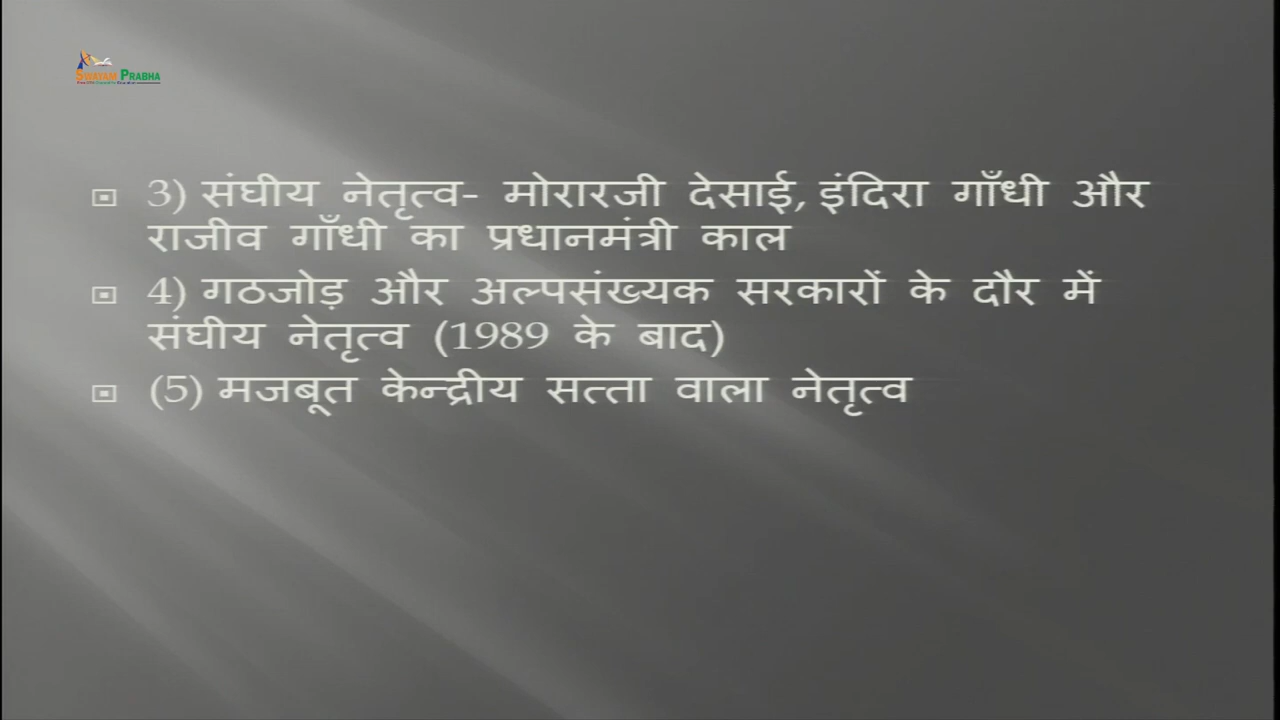 SWAYAM PRABHA
3) संघीय नेतृत्व- मोरारजी देसाई, इंदिरा गाँधी और
राजीव गाँधी का प्रधानमंत्री काल
4) गठजोड़ और अल्पसंख्यक सरकारों के दौर में
संघीय नेतृत्व (1989 के बाद)
(5) मजबूत केन्द्रीय सत्ता वाला नेतृत्व